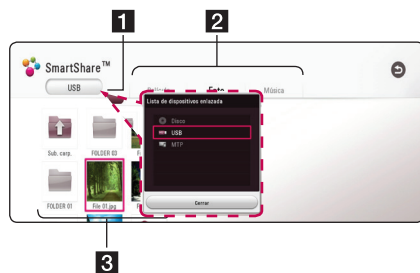 1
2
SmartShare™
USB
Foto
Música
Lista de dispositivos enlazada
Disco
USB
MTP
Cerrar
Sub. carp.
FOLDER 03
FOLDER 01
File 01.jpg
3